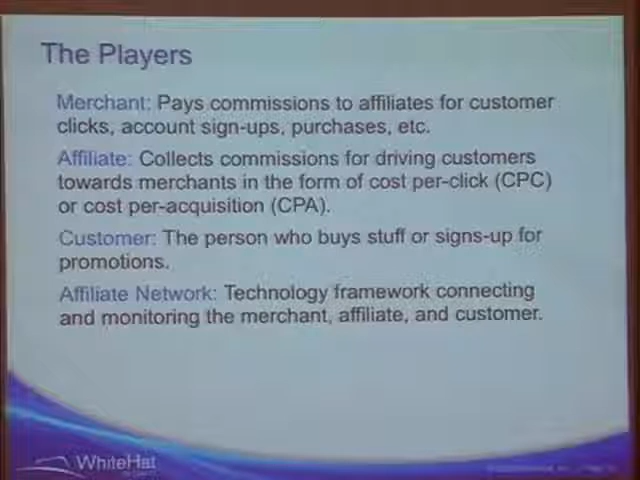 The Players
Merchant: Pays commissions to affiliates for customer
clicks, account sign-ups, purchases, etc.
Affiliate: Collects commissions for driving customers
towards merchants in the form of cost per-click (CPC)
or cost per-acquisition (CPA).
Customer: The person who buys stuff or signs-up for
promotions.
Affiliate Network: Technology framework connecting
and monitoring the merchant, affiliate, and customer.
WhiteHat